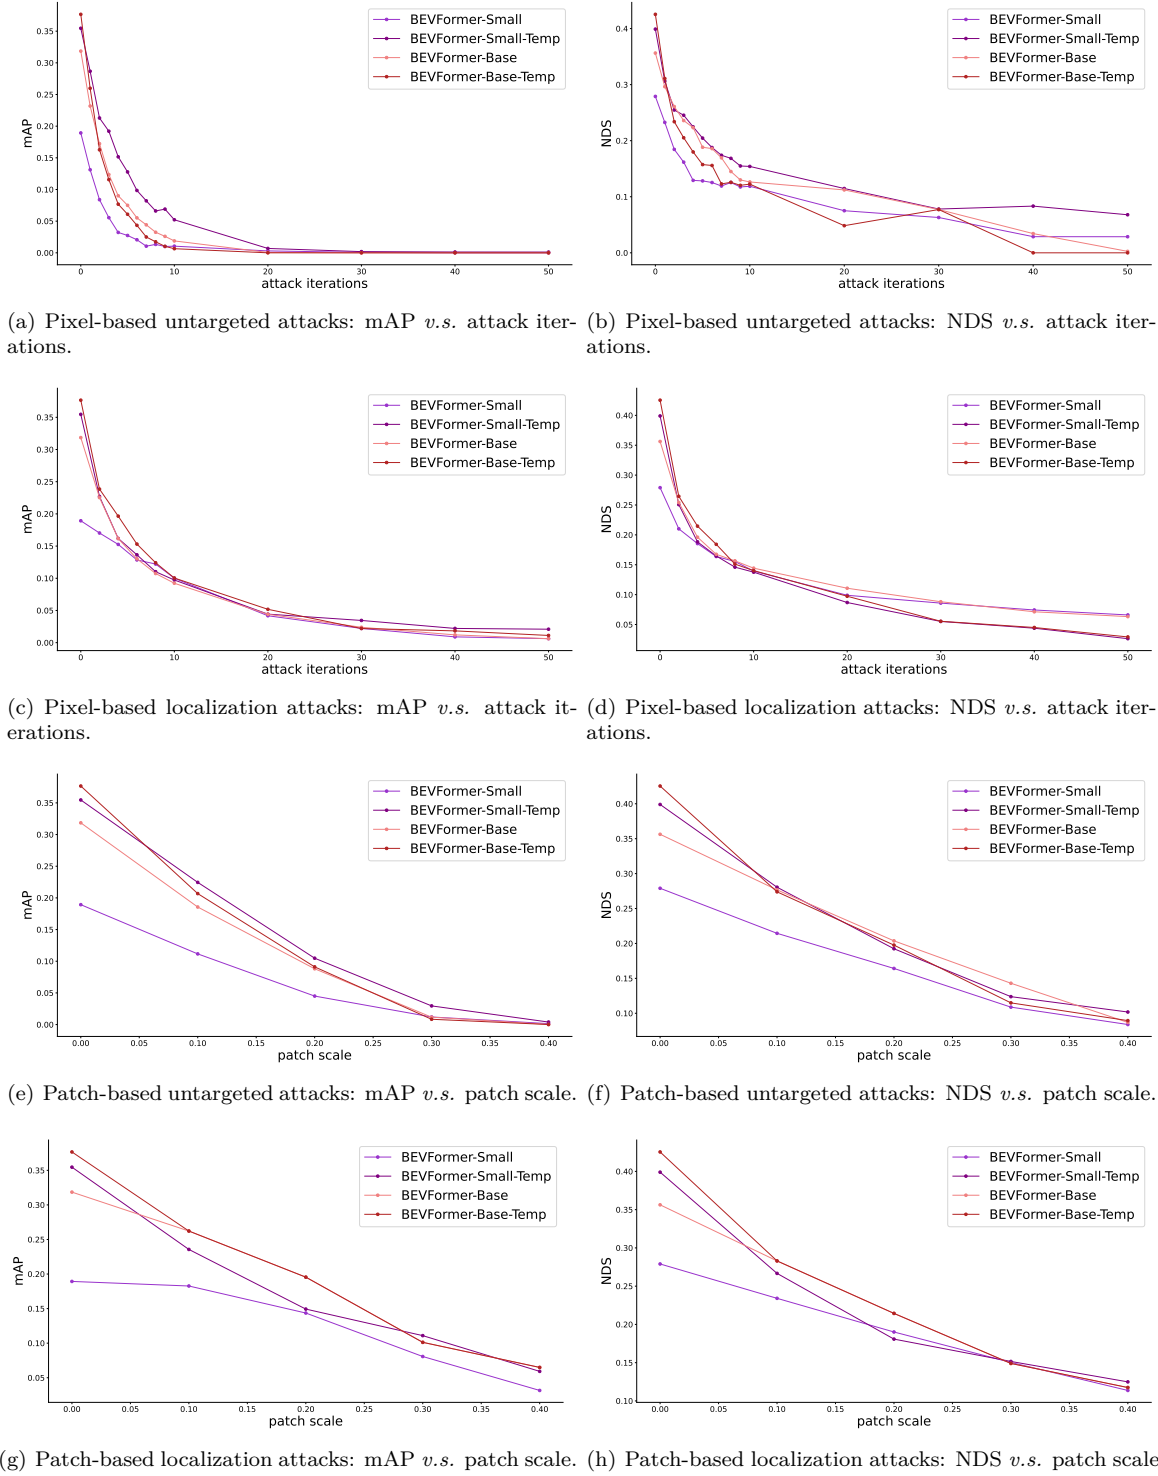 BEVFormer-Small
BEVFormer-Small-Temp
BEVFormer-Base
BEVFormer-Base-Temp
0.35
0.30
0.25
0.20
0.15
0.10
0.05
0.00
mAP
0 10 20 30 40 50
attack iterations
BEVFormer-Small
BEVFormer-Small-Temp
BEVFormer-Base
BEVFormer-Base-Temp
0.4
0.3
0.2
0.1
0.0
NDS
0 10 20 30 40 50
attack iterations
(a) Pixel-based untargeted attacks: mAP v.s. attack iter-
ations.
(b) Pixel-based untargeted attacks: NDS v.s. attack iter-
ations.
BEVFormer-Small
BEVFormer-Small-Temp
BEVFormer-Base
BEVFormer-Base-Temp
0.35
0.30
0.25
0.20
0.15
0.10
0.05
0.00
mAP
0 10 20 30 40 50
attack iterations
BEVFormer-Small
BEVFormer-Small-Temp
BEVFormer-Base
BEVFormer-Base-Temp
0.40
0.35
0.30
0.25
0.20
0.15
0.10
0.05
NDS
0 10 20 30 40 50
attack iterations
(c) Pixel-based localization attacks: mAP v.s. attack it-
erations.
(d) Pixel-based localization attacks: NDS v.s. attack iter-
ations.
BEVFormer-Small
BEVFormer-Small-Temp
BEVFormer-Base
BEVFormer-Base-Temp
0.35
0.30
0.25
0.20
0.15
0.10
0.05
0.00
mAP
0.00 0.05 0.10 0.15 0.20 0.25 0.30 0.35 0.40
patch scale
BEVFormer-Small
BEVFormer-Small-Temp
BEVFormer-Base
BEVFormer-Base-Temp
0.40
0.35
0.30
0.25
0.20
0.15
0.10
NDS
0.00 0.05 0.10 0.15 0.20 0.25 0.30 0.35 0.40
patch scale
(e) Patch-based untargeted attacks: mAP v.s. patch scale.
(f) Patch-based untargeted attacks: NDS v.s. patch scale.
BEVFormer-Small
BEVFormer-Small-Temp
BEVFormer-Base
BEVFormer-Base-Temp
0.35
0.30
0.25
0.20
0.15
0.10
0.05
mAP
0.00 0.05 0.10 0.15 0.20 0.25 0.30 0.35 0.40
patch scale
BEVFormer-Small
BEVFormer-Small-Temp
BEVFormer-Base
BEVFormer-Base-Temp
0.40
0.35
0.30
0.25
0.20
0.15
0.10
NDS
0.00 0.05 0.10 0.15 0.20 0.25 0.30 0.35 0.40
patch scale
(g) Patch-based localization attacks: mAP v.s. patch scale.
(h) Patch-based localization attacks: NDS v.s. patch scale